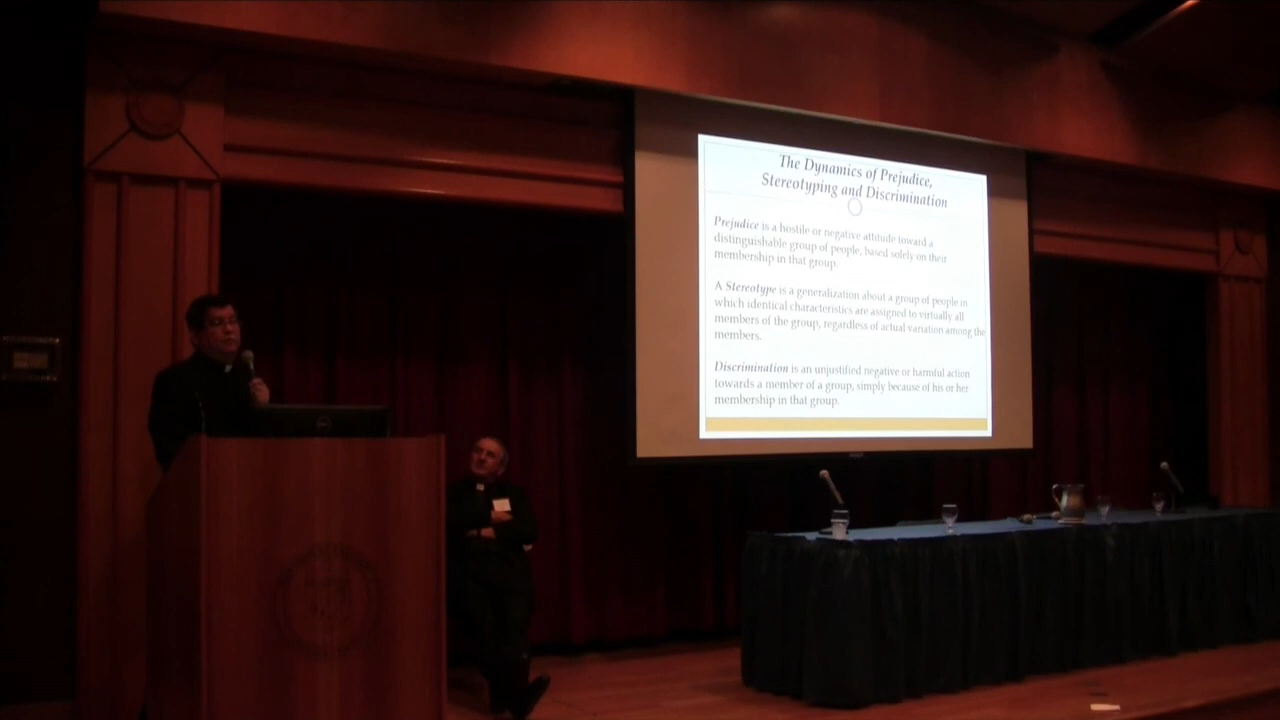 The Dynamics of Prejudice,
Stereotyping and Discrimination
Prejudice is a hostile or negative attitude toward a
distinguishable group of people, based solely on their
membership in that group.
A Stereotype is a generalization about a group of people in
which identical characteristics are assigned to virtually all
members of the group, regardless of actual variation among the
members.
Discrimination is an unjustified negative or harmful action
towards a member of a group, simply because of his or her
membership in that group.